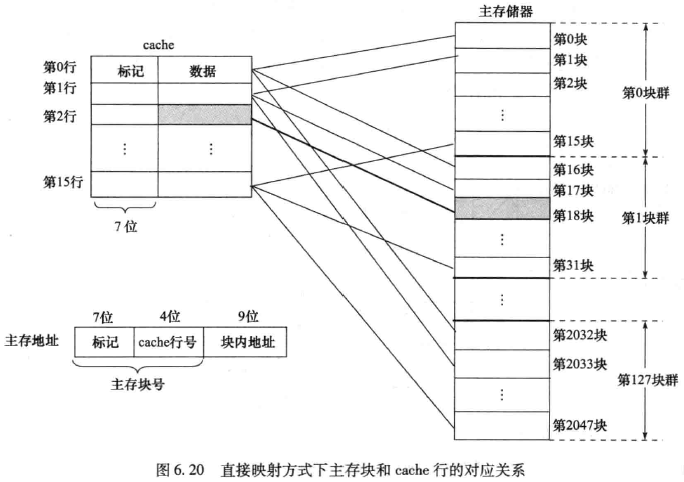 主存储器
cache
标记 数据
第0行
第1行
第2行
⋮ ⋮
第15行
7位
第0块
第1块
第2块
⋮
第15块
第0块群
第16块
第17块
第18块
⋮
第31块
第1块群
⋮
第2032块
第2033块
⋮
第2047块
第127块群
7位 4位 9位
主存地址 标记 cache行号 块内地址
主存块号
图 6.20 直接映射方式下主存块和 cache 行的对应关系